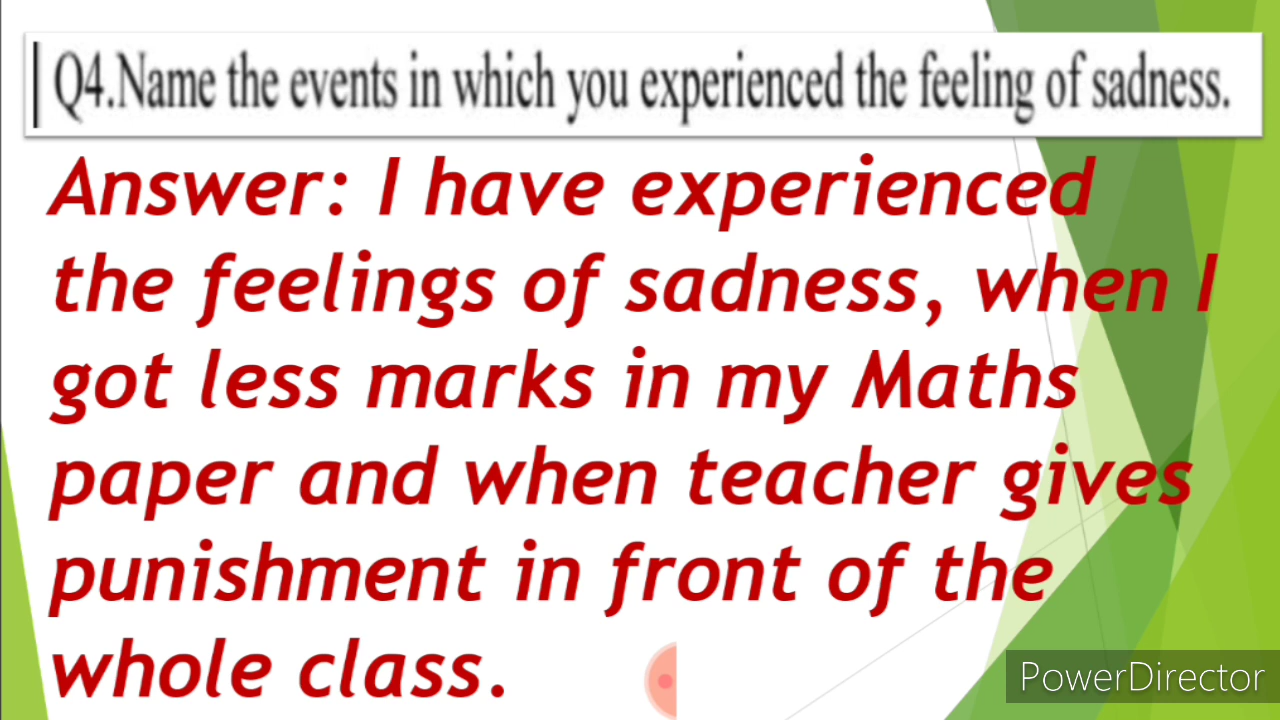 Q4.Name the events in which you experienced the feeling of sadness.
Answer: I have experienced
the feelings of sadness, when I
got less marks in my Maths
paper and when teacher gives
punishment in front of the
whole class.
PowerDirector